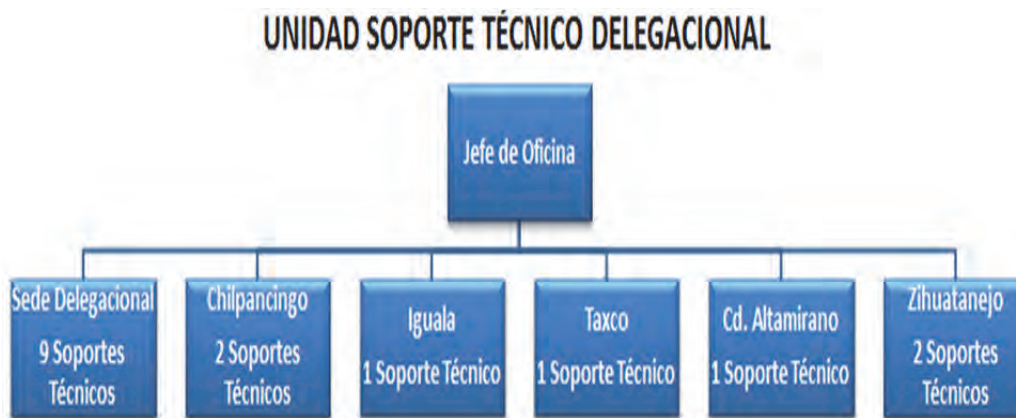 UNIDAD SOPORTE TÉCNICO DELEGACIONAL
Jefe de Oficina
Sede Delegacional
9 Soportes
Técnicos
Chilpancingo
2 Soportes
Técnicos
Iguala
1 Soporte Técnico
Taxco
1 Soporte Técnico
Cd. Altamirano
1 Soporte Técnico
Zihuatanejo
2 Soportes
Técnicos